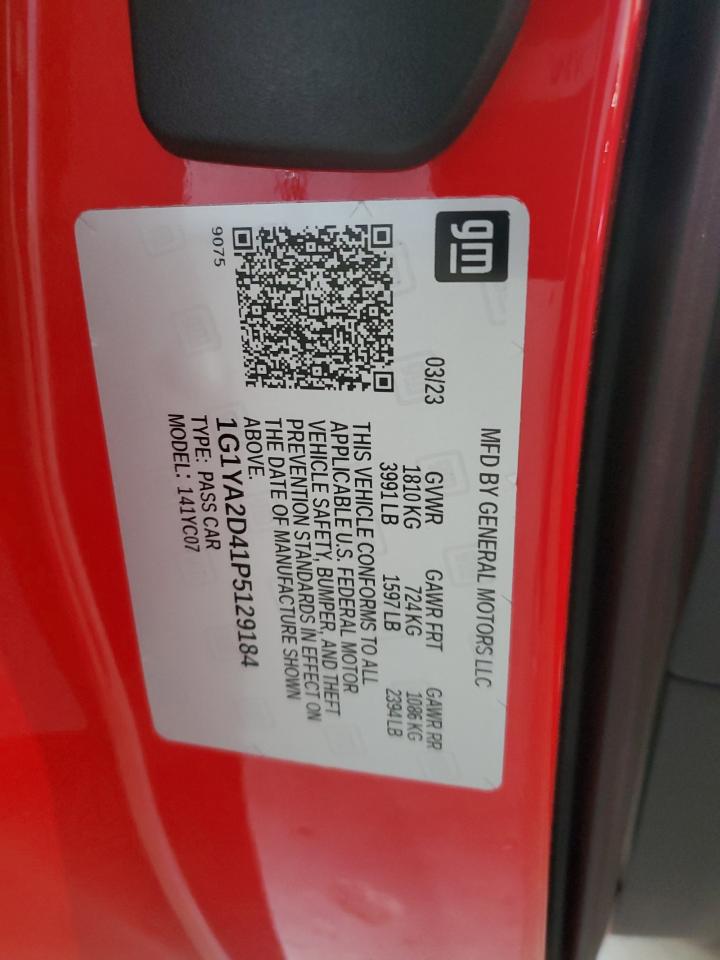 gm
MFD BY GENERAL MOTORS LLC
03/23
GVWR GAWR FRT GAWR RR
1810 KG 724 KG 1086 KG
3991 LB 1597 LB 2394 LB
THIS VEHICLE CONFORMS TO ALL
APPLICABLE U.S. FEDERAL MOTOR
VEHICLE SAFETY, BUMPER, AND THEFT
PREVENTION STANDARDS IN EFFECT ON
THE DATE OF MANUFACTURE SHOWN
ABOVE.
1G1YA2D41P5129184
TYPE: PASS CAR
MODEL: 141YC07
9075